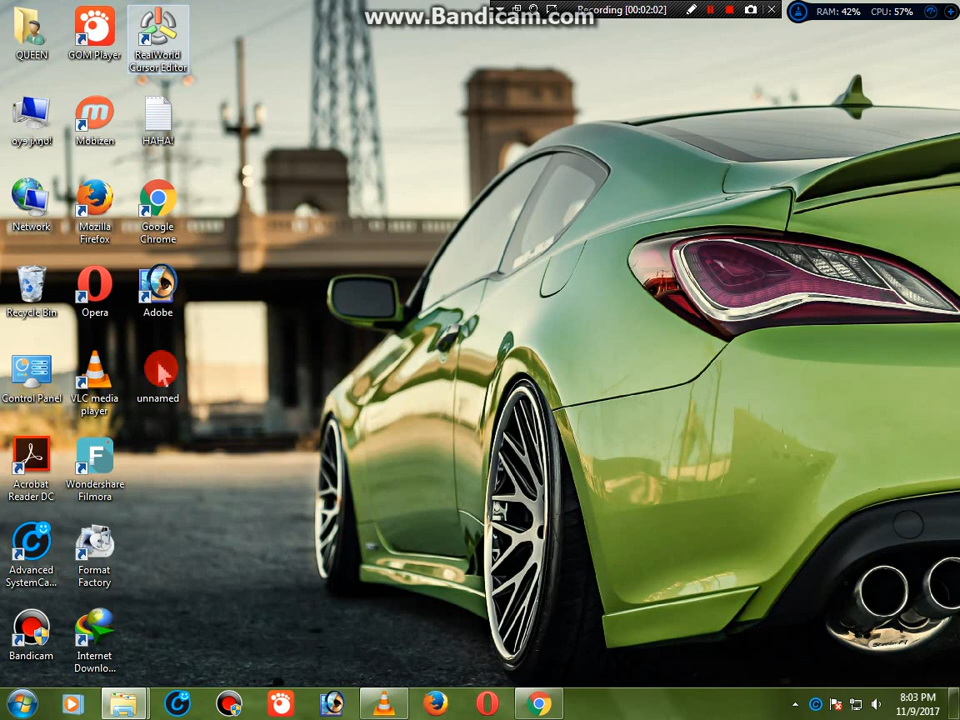 www.Bandicam.com
Recording [00:02:02]
RAM: 42% CPU: 57%
QUEEN
GOM Player
RealWorld
Cursor Editor
Mobizen
HAHA!
Network
Mozilla
Firefox
Google
Chrome
Recycle Bin
Opera
Adobe
Control Panel
VLC media
player
unnamed
Acrobat
Reader DC
Wondershare
Filmora
Advanced
SystemCa...
Format
Factory
Bandicam
Internet
Downlo...
8:03 PM
11/9/2017